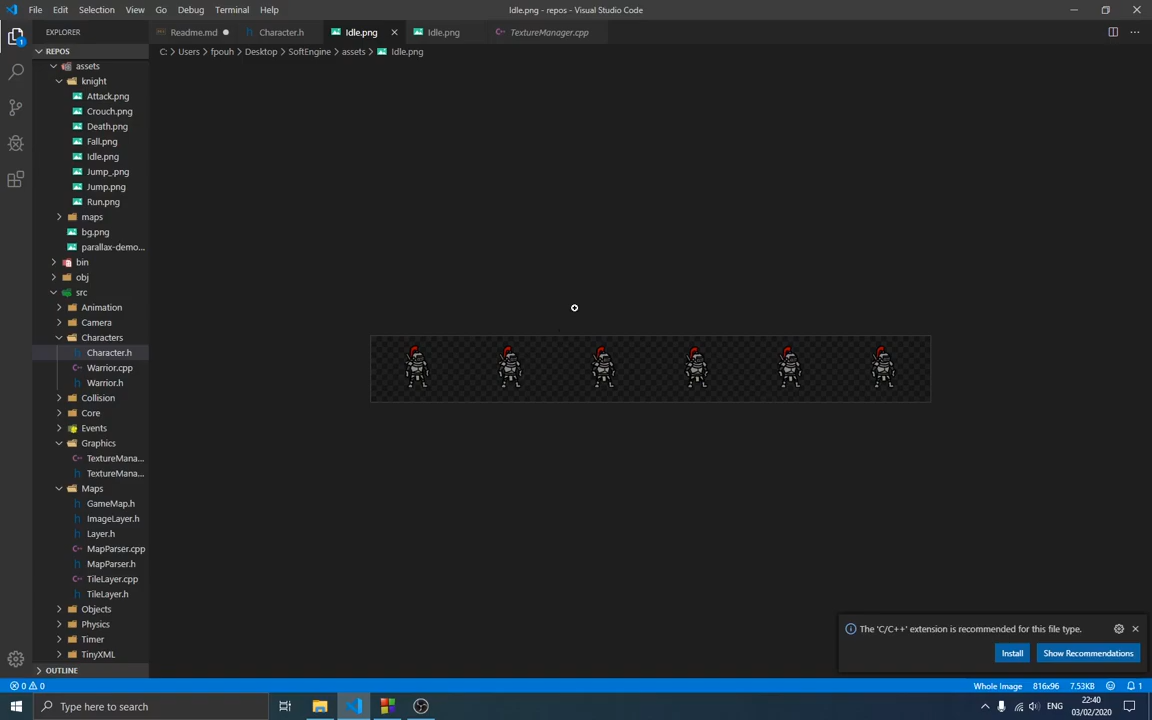 File Edit Selection View Go Debug Terminal Help
Idle.png - repos - Visual Studio Code
EXPLORER
Readme.md
Character.h
Idle.png
Idle.png
TextureManager.cpp
REPOS
C: > Users > fpouh > Desktop > SoftEngine > assets > Idle.png
assets
knight
Attack.png
Crouch.png
Death.png
Fall.png
Idle.png
Jump_.png
Jump.png
Run.png
maps
bg.png
parallax-demo...
bin
obj
src
Animation
Camera
Characters
Character.h
Warrior.cpp
Warrior.h
Collision
Core
Events
Graphics
TextureMana...
TextureMana...
Maps
GameMap.h
ImageLayer.h
Layer.h
MapParser.cpp
MapParser.h
TileLayer.cpp
TileLayer.h
Objects
Physics
Timer
TinyXML
OUTLINE
The 'C/C++' extension is recommended for this file type.
Install
Show Recommendations
0 0
Whole Image 816x96 7.53KB 1
Type here to search
ENG
22:40
03/02/2020
1